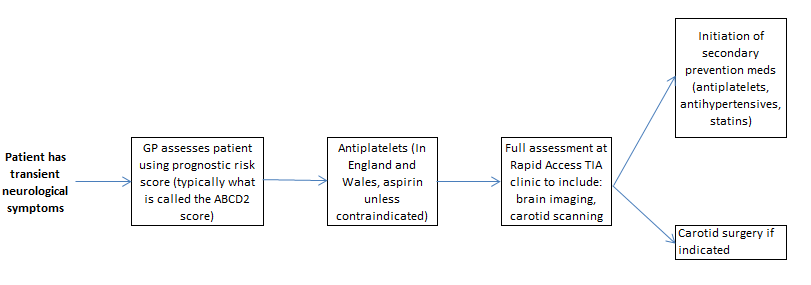 Patient has
transient
neurological
symptoms
GP assesses patient
using prognostic risk
score (typically what
is called the ABCD2
score)
Antiplatelets (In
England and
Wales, aspirin
unless
contraindicated)
Full assessment at
Rapid Access TIA
clinic to include:
brain imaging,
carotid scanning
Initiation of
secondary
prevention meds
(antiplatelets,
antihypertensives,
statins)
Carotid surgery if
indicated